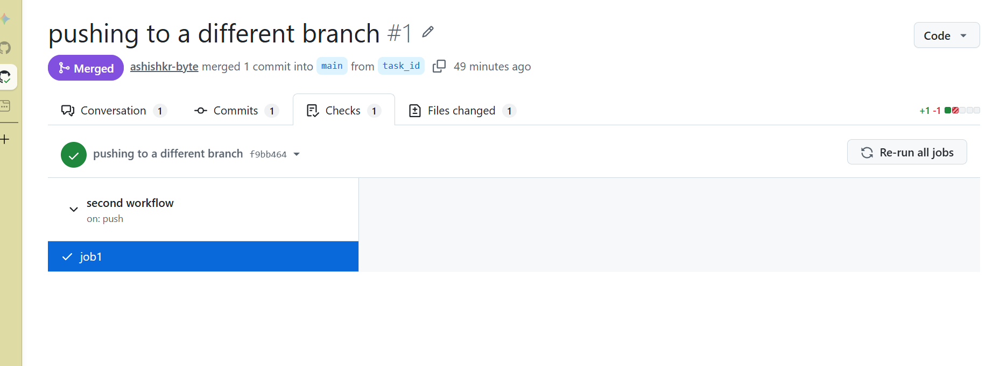 pushing to a different branch #1
Code
Merged
ashishkr-byte merged 1 commit into main from task_id 49 minutes ago
Conversation 1
Commits 1
Checks 1
Files changed 1
+1 -1
pushing to a different branch f9bb464
Re-run all jobs
second workflow
on: push
job1